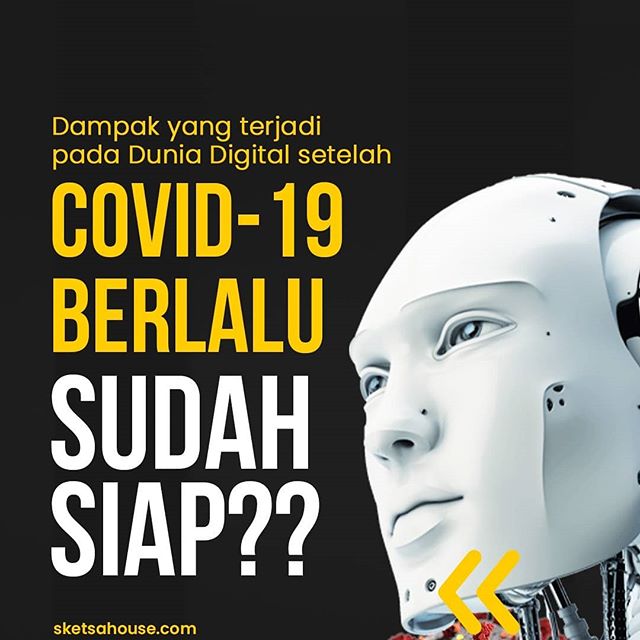 Dampak yang terjadi
pada Dunia Digital setelah
COVID-19
BERLALU
SUDAH
SIAP??
sketsahouse.com